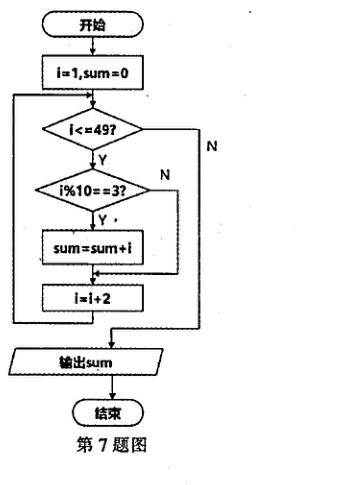 开始
i=1,sum=0
i<=49?
N
Y
N
i%10==3?
Y
sum=sum+i
i=i+2
输出sum
结束
第7题图